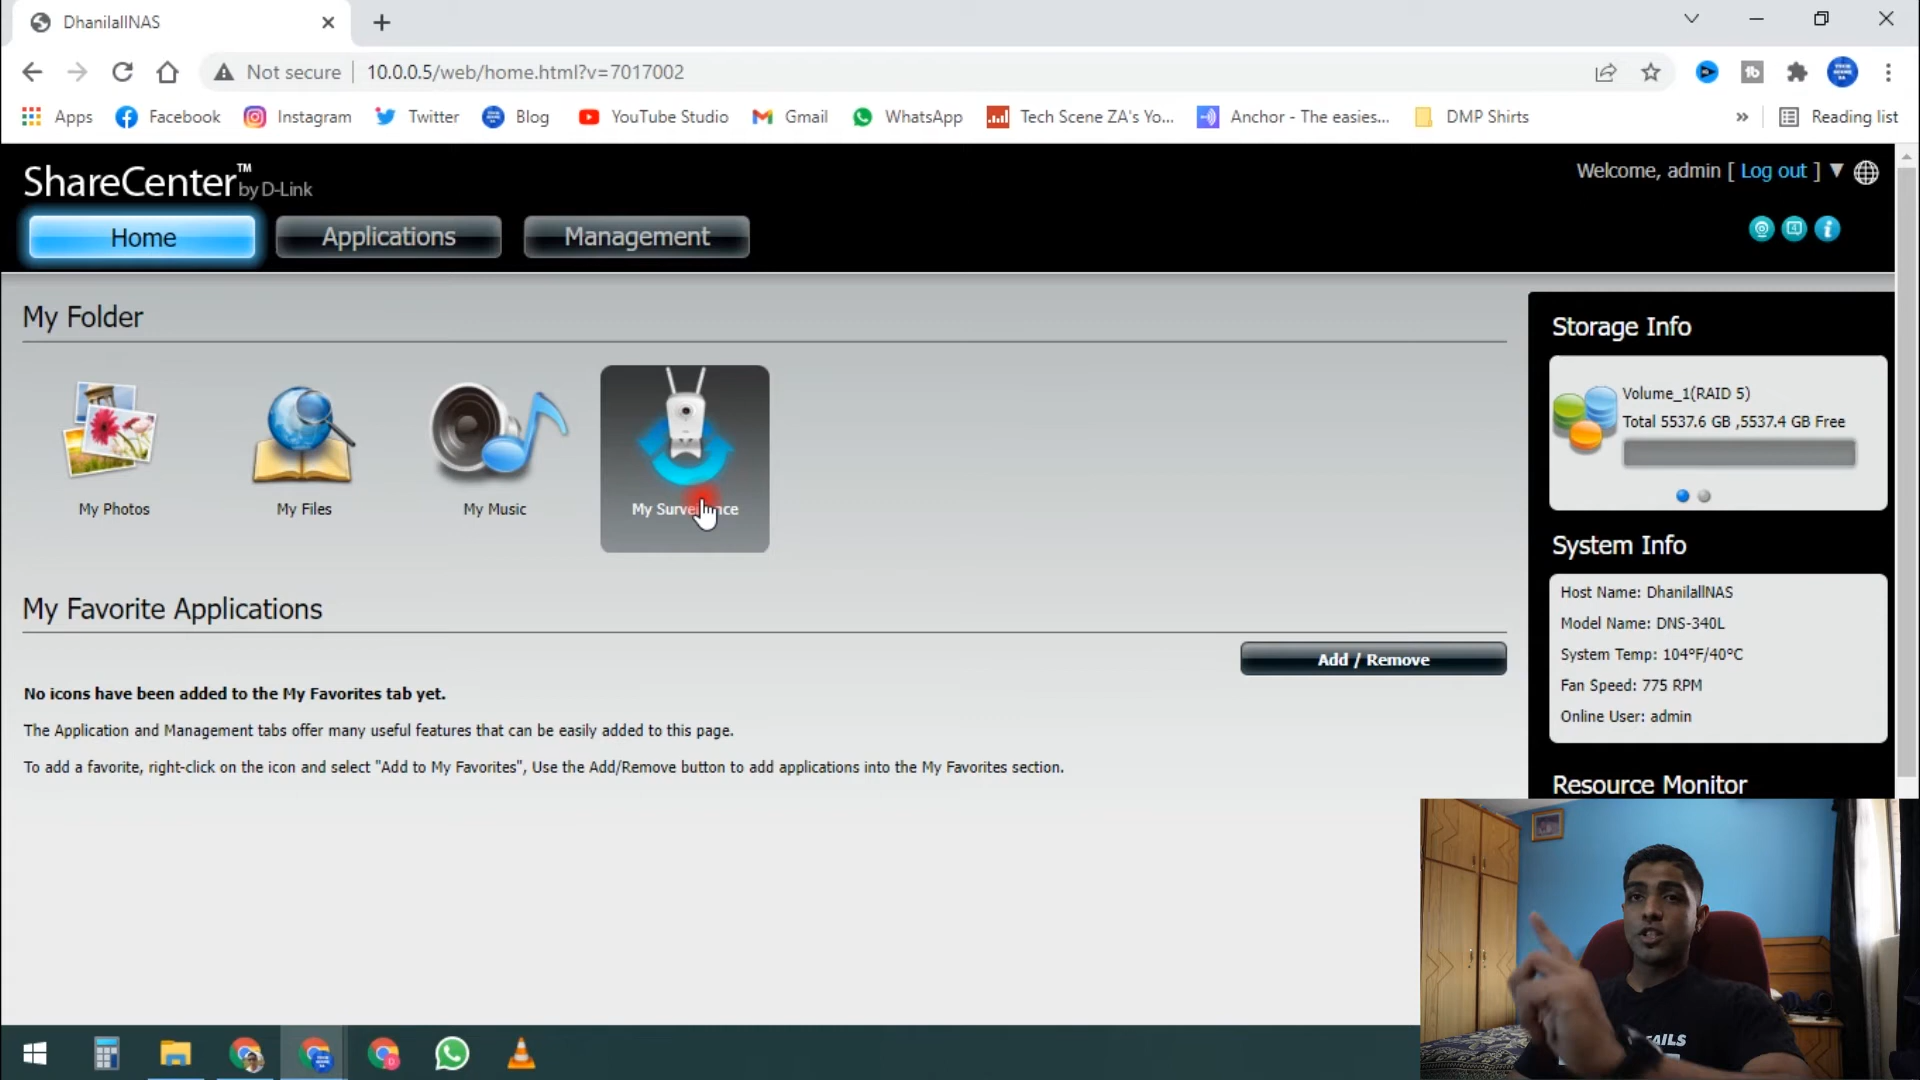 DhanilallNAS
Not secure
10.0.0.5/web/home.html?v=7017002
Apps
Facebook
Instagram
Twitter
Blog
YouTube Studio
Gmail
WhatsApp
Tech Scene ZA's Yo...
Anchor - The easies...
DMP Shirts
»
Reading list
ShareCenter™ by D-Link
Welcome, admin [ Log out ] ▼
Home
Applications
Management
My Folder
My Photos
My Files
My Music
My Surveillance
My Favorite Applications
Add / Remove
No icons have been added to the My Favorites tab yet.
The Application and Management tabs offer many useful features that can be easily added to this page.
To add a favorite, right-click on the icon and select "Add to My Favorites", Use the Add/Remove button to add applications into the My Favorites section.
Storage Info
Volume_1(RAID 5)
Total 5537.6 GB ,5537.4 GB Free
System Info
Host Name: DhanilallNAS
Model Name: DNS-340L
System Temp: 104°F/40°C
Fan Speed: 775 RPM
Online User: admin
Resource Monitor